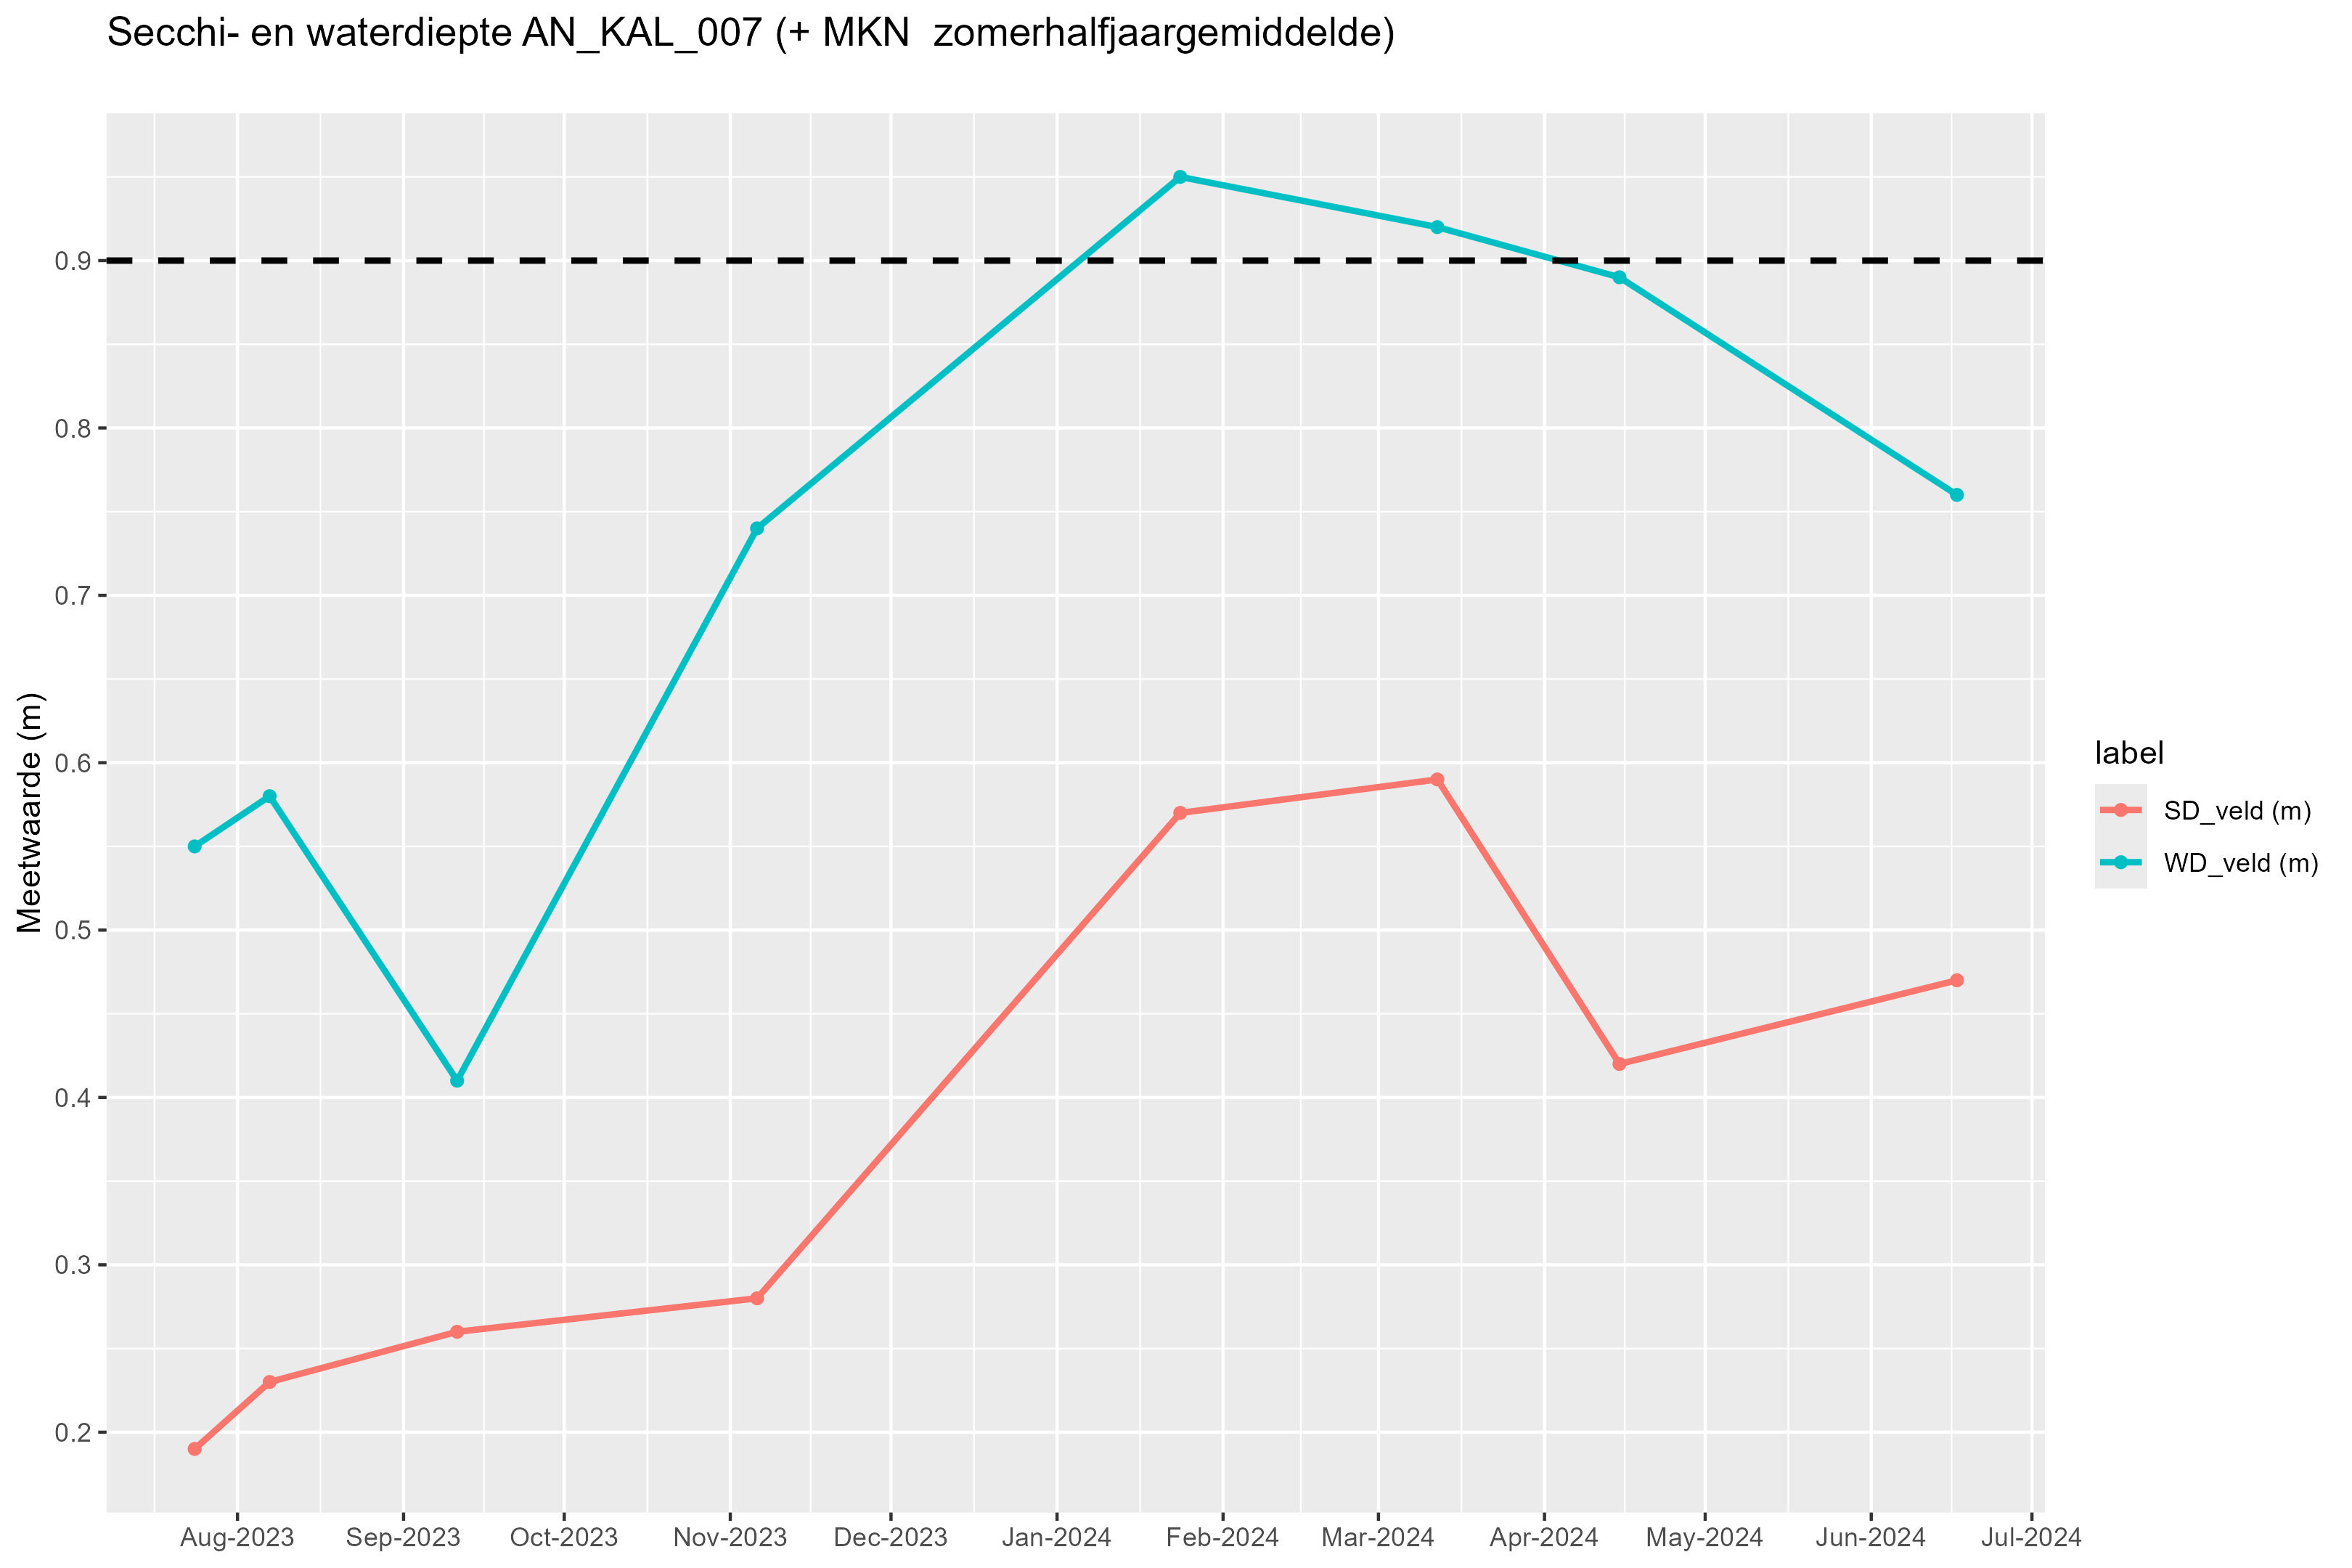 Secchi- en waterdiepte AN_KAL_007 (+ MKN  zomerhalfjaargemiddelde)
Meetwaarde (m)
0.9
0.8
0.7
0.6
0.5
0.4
0.3
0.2
Aug-2023 Sep-2023 Oct-2023 Nov-2023 Dec-2023 Jan-2024 Feb-2024 Mar-2024 Apr-2024 May-2024 Jun-2024 Jul-2024
label
SD_veld (m)
WD_veld (m)